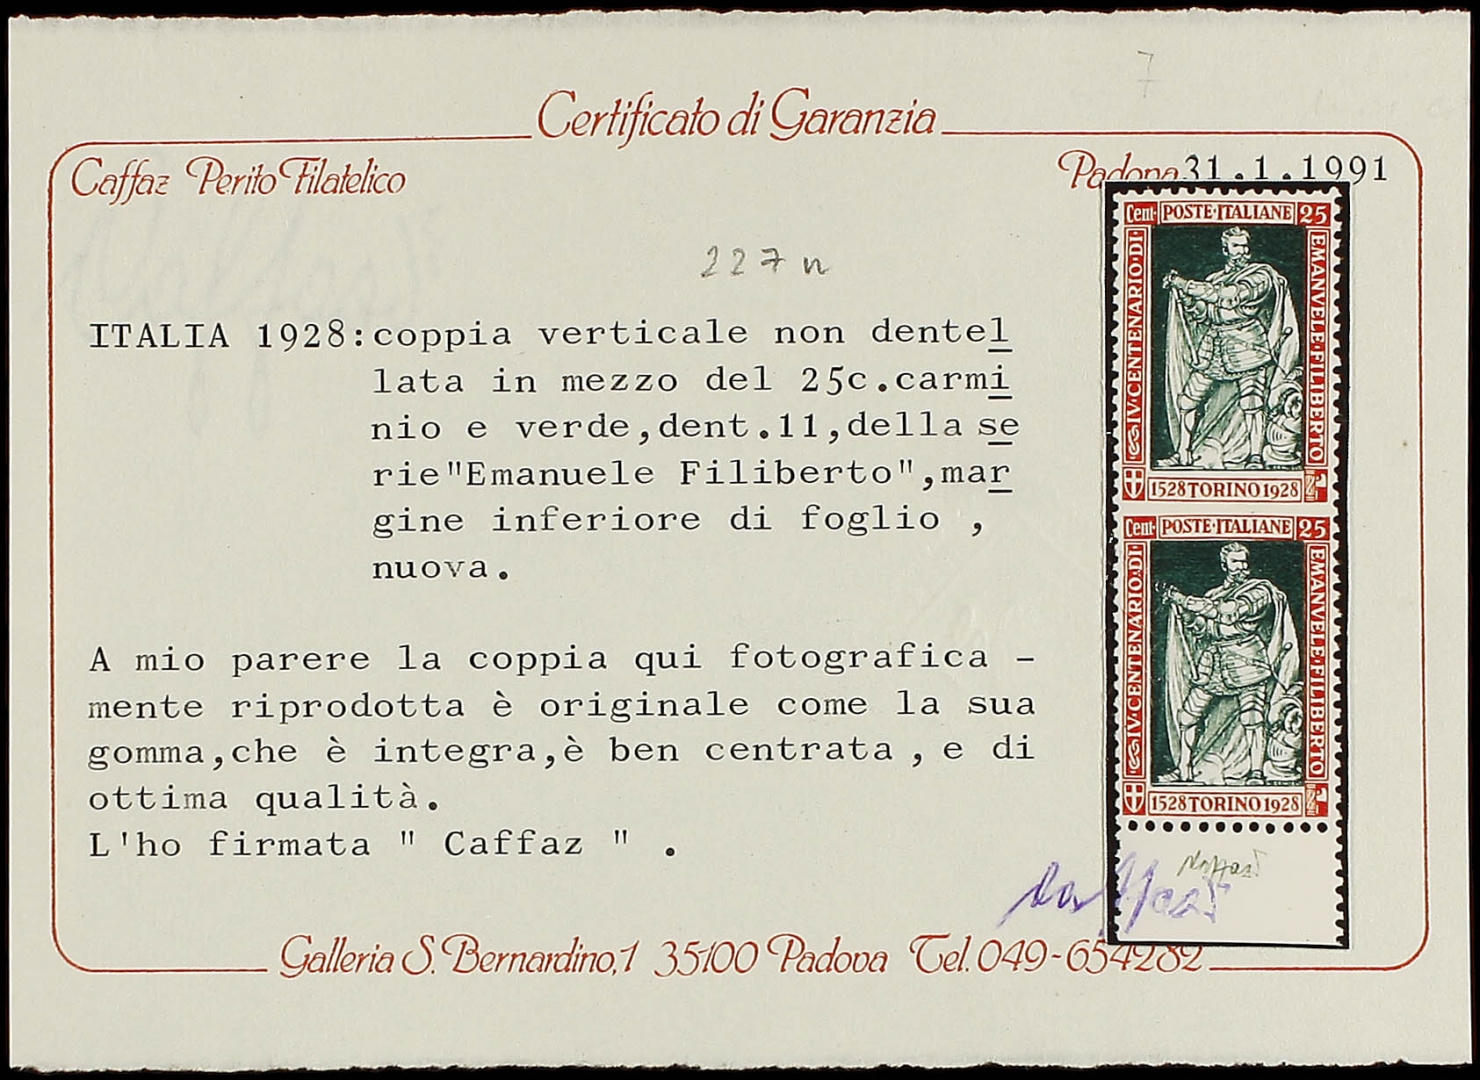 7
Certificato di Garanzia
Caffaz Perito Filatelico
Padova 31.1.1991
227 n
ITALIA 1928: coppia verticale non dentel
lata in mezzo del 25c.carmi
nio e verde,dent.11,della se
rie"Emanuele Filiberto",mar
gine inferiore di foglio ,
nuova.
A mio parere la coppia qui fotografica -
mente riprodotta è originale come la sua
gomma,che è integra,è ben centrata , e di
ottima qualità.
L'ho firmata " Caffaz " .
Cent. POSTE·ITALIANE 25
IV·CENTENARIO·DI·
EMANVELE·FILIBERTO
1528 TORINO 1928
Cent. POSTE·ITALIANE 25
IV·CENTENARIO·DI·
EMANVELE·FILIBERTO
1528 TORINO 1928
Galleria S. Bernardino,1 35100 Padova Tel. 049-654282